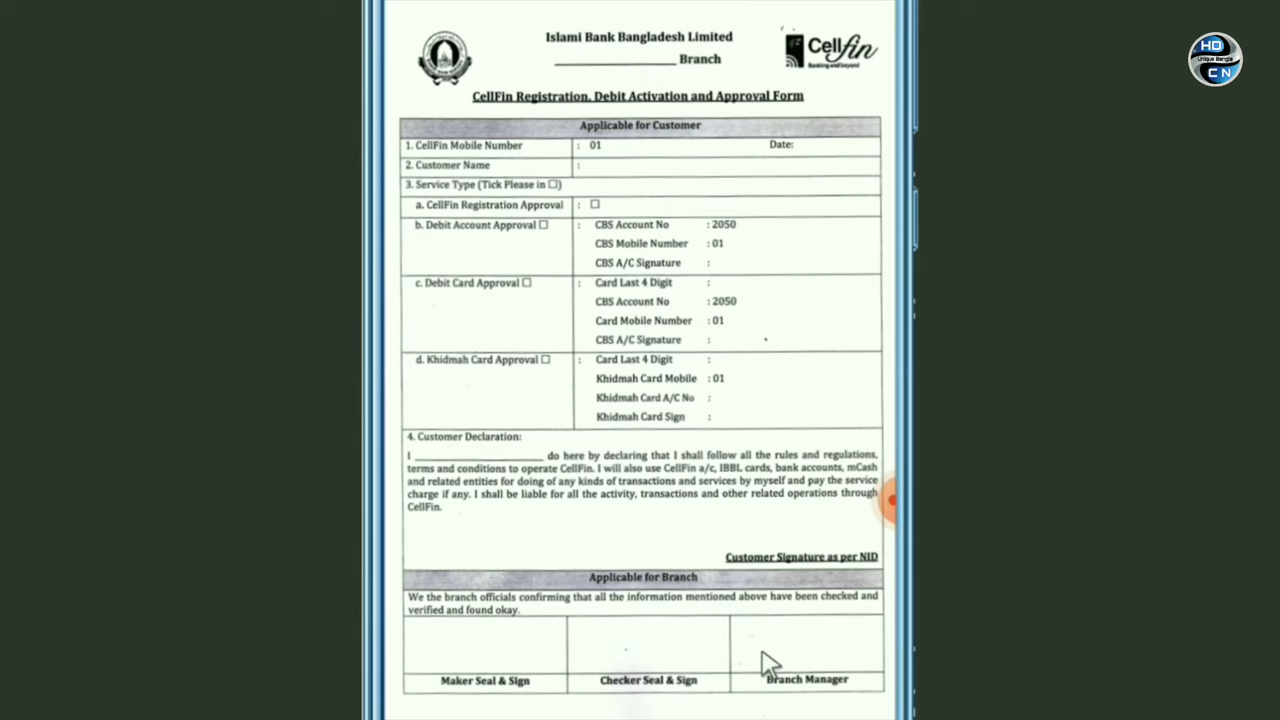 Islami Bank Bangladesh Limited
____________________ Branch
Cellfin
Banking and beyond
HD
Unique Bangla
CN
CellFin Registration, Debit Activation and Approval Form
Applicable for Customer
1. CellFin Mobile Number : 01 Date:
2. Customer Name :
3. Service Type (Tick Please in ☐)
a. CellFin Registration Approval : ☐
b. Debit Account Approval ☐ : CBS Account No : 2050
CBS Mobile Number : 01
CBS A/C Signature :
c. Debit Card Approval ☐ : Card Last 4 Digit :
CBS Account No : 2050
Card Mobile Number : 01
CBS A/C Signature :
d. Khidmah Card Approval ☐ : Card Last 4 Digit :
Khidmah Card Mobile : 01
Khidmah Card A/C No :
Khidmah Card Sign :
4. Customer Declaration:
I _____________________ do here by declaring that I shall follow all the rules and regulations,
terms and conditions to operate CellFin. I will also use CellFin a/c, IBBL cards, bank accounts, mCash
and related entities for doing of any kinds of transactions and services by myself and pay the service
charge if any. I shall be liable for all the activity, transactions and other related operations through
CellFin.
Customer Signature as per NID
Applicable for Branch
We the branch officials confirming that all the information mentioned above have been checked and
verified and found okay.
Maker Seal & Sign Checker Seal & Sign Branch Manager